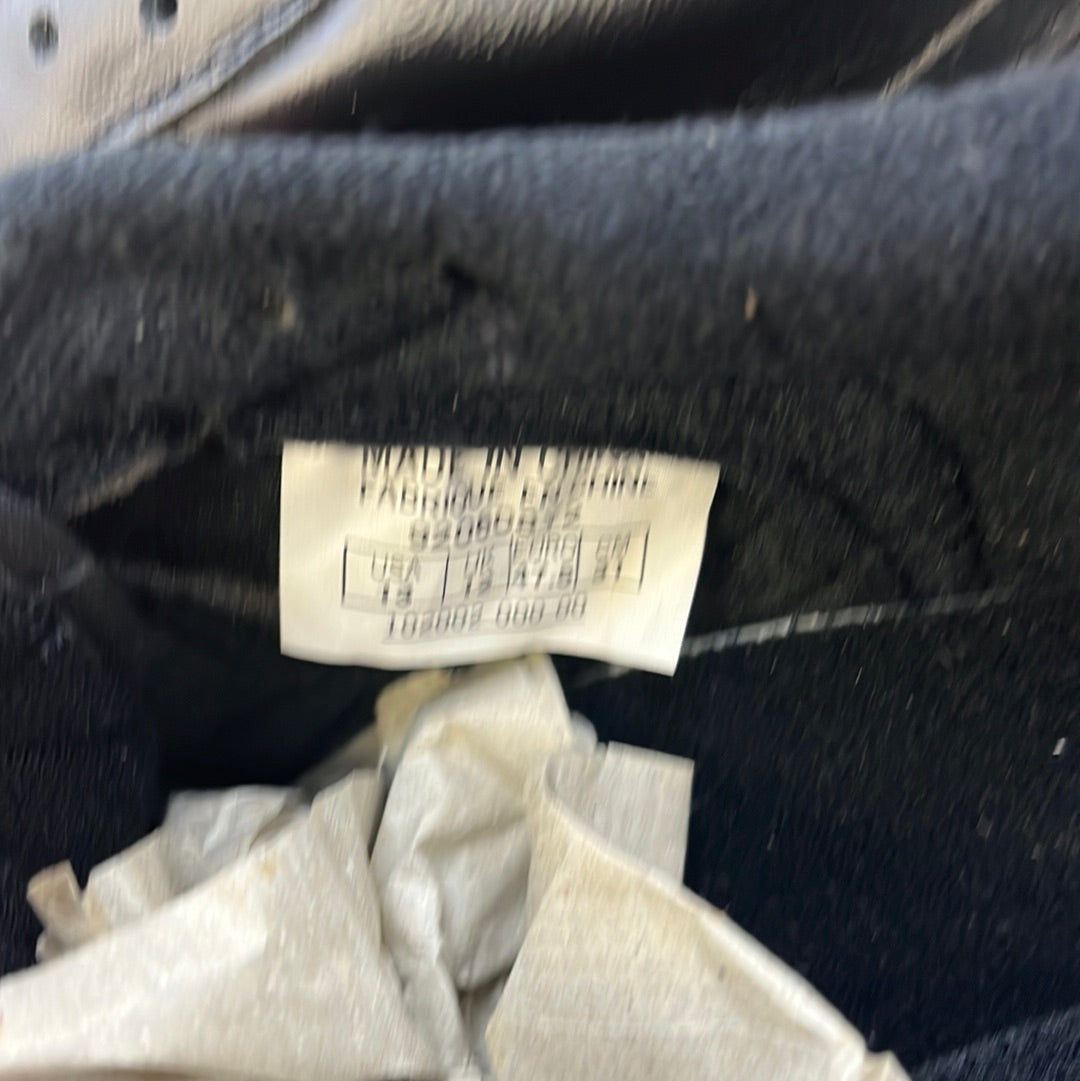 MADE IN CHINA
FABRIQUE EN CHINE
USA UK EURO CM
13 12 47.5 31